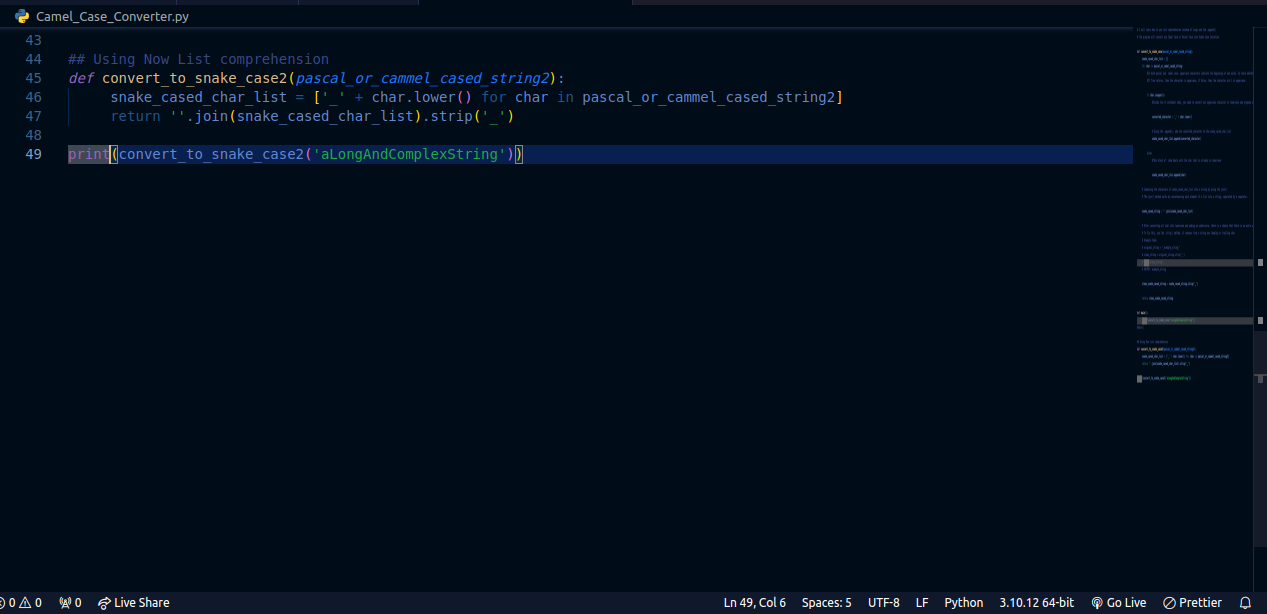 Camel_Case_Converter.py
43
44 ## Using Now List comprehension
45 def convert_to_snake_case2(pascal_or_cammel_cased_string2):
46 snake_cased_char_list = ['_' + char.lower() for char in pascal_or_cammel_cased_string2]
47 return ''.join(snake_cased_char_list).strip('_')
48
49 print(convert_to_snake_case2('aLongAndComplexString'))
0 0 0 Live Share Ln 49, Col 6 Spaces: 5 UTF-8 LF Python 3.10.12 64-bit Go Live Prettier